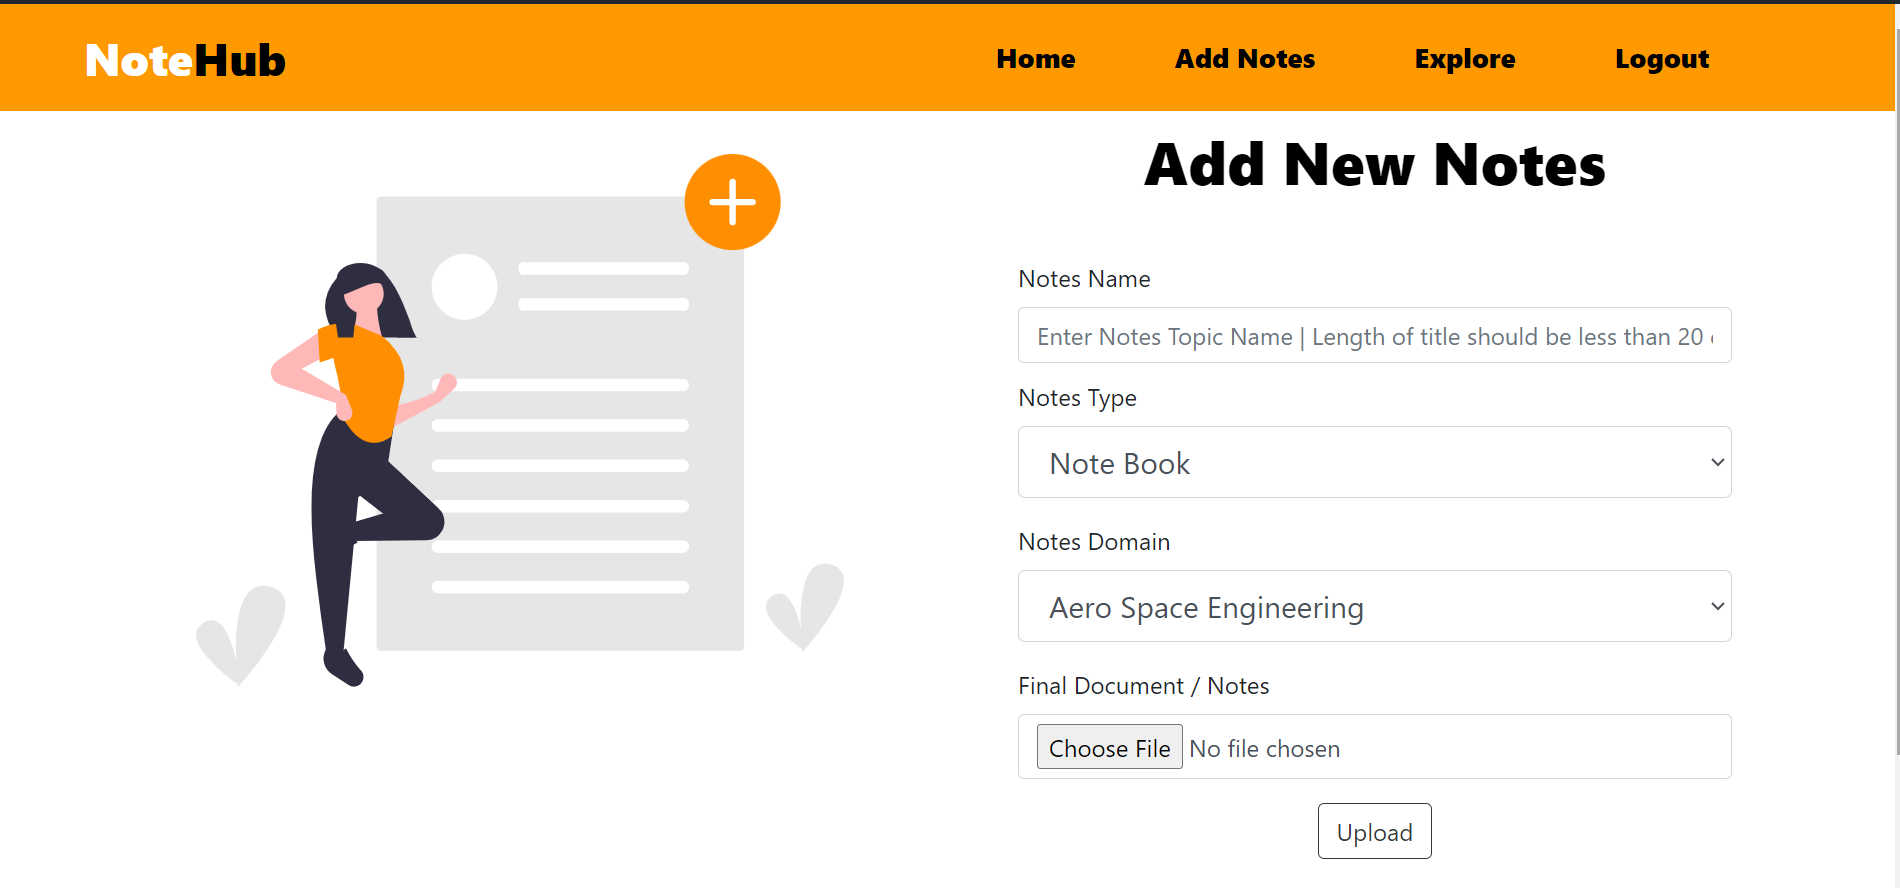 NoteHub
Home Add Notes Explore Logout
Add New Notes
Notes Name
Enter Notes Topic Name | Length of title should be less than 20
Notes Type
Note Book
Notes Domain
Aero Space Engineering
Final Document / Notes
Choose File No file chosen
Upload